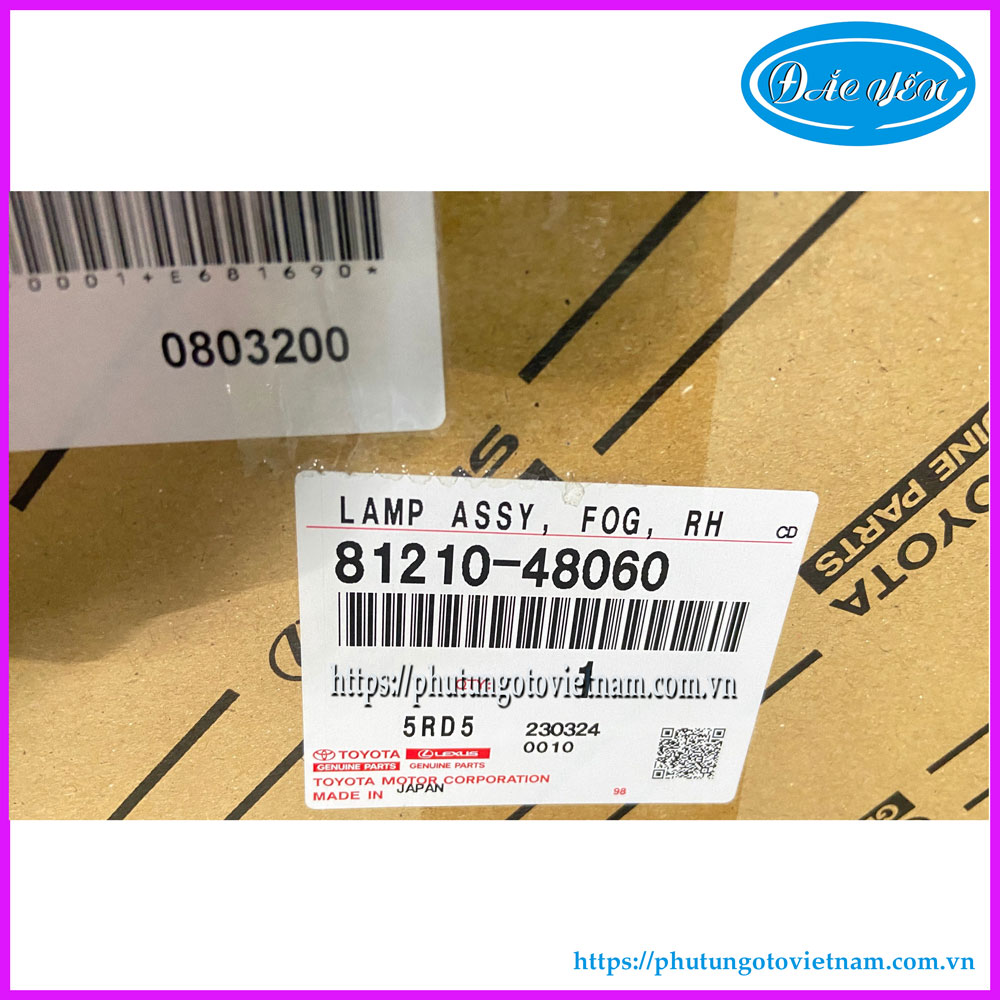 ĐẮC YẾN
0001+E681690*
0803200
LAMP ASSY, FOG, RH
CD
81210-48060
https://phutungotovietnam.com.vn
QTY
1
5RD5
230324
0010
TOYOTA
LEXUS
GENUINE PARTS
GENUINE PARTS
TOYOTA MOTOR CORPORATION
MADE IN JAPAN
98
TOYOTA
GENUINE PARTS
https://phutungotovietnam.com.vn